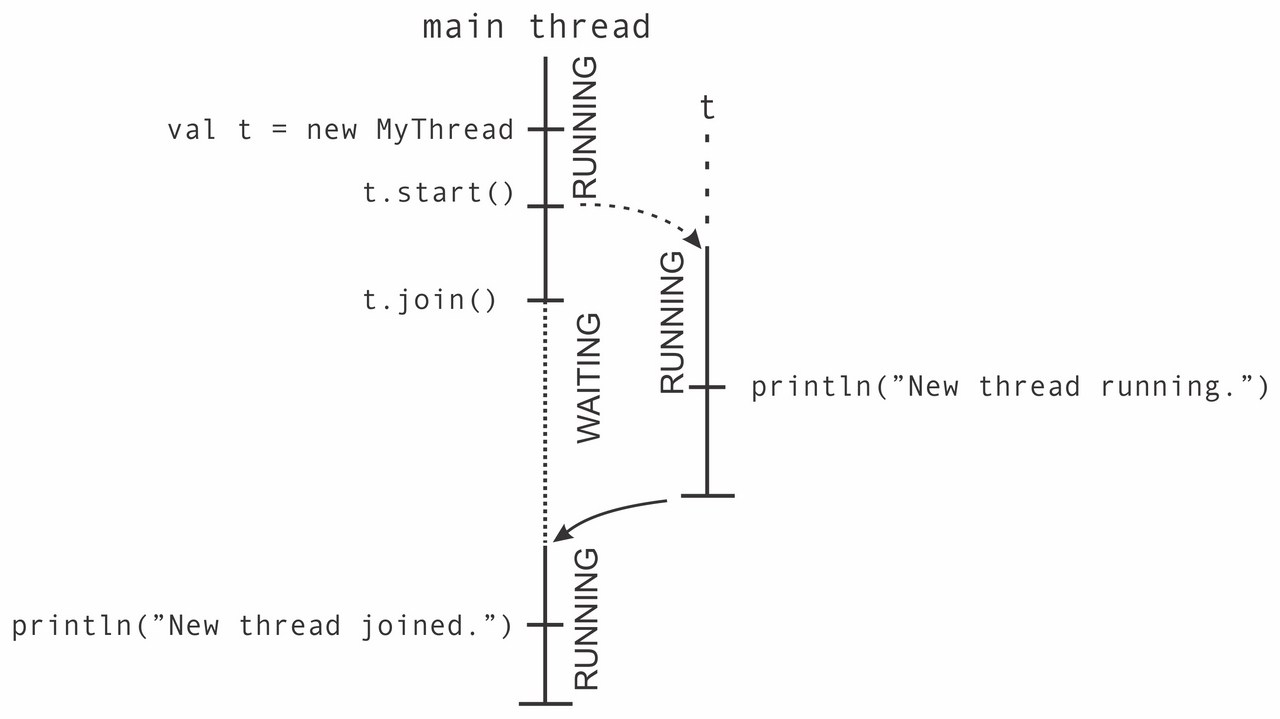 main thread
RUNNING
t
val t = new MyThread
t.start()
RUNNING
t.join()
WAITING
println(”New thread running.”)
RUNNING
println(”New thread joined.”)